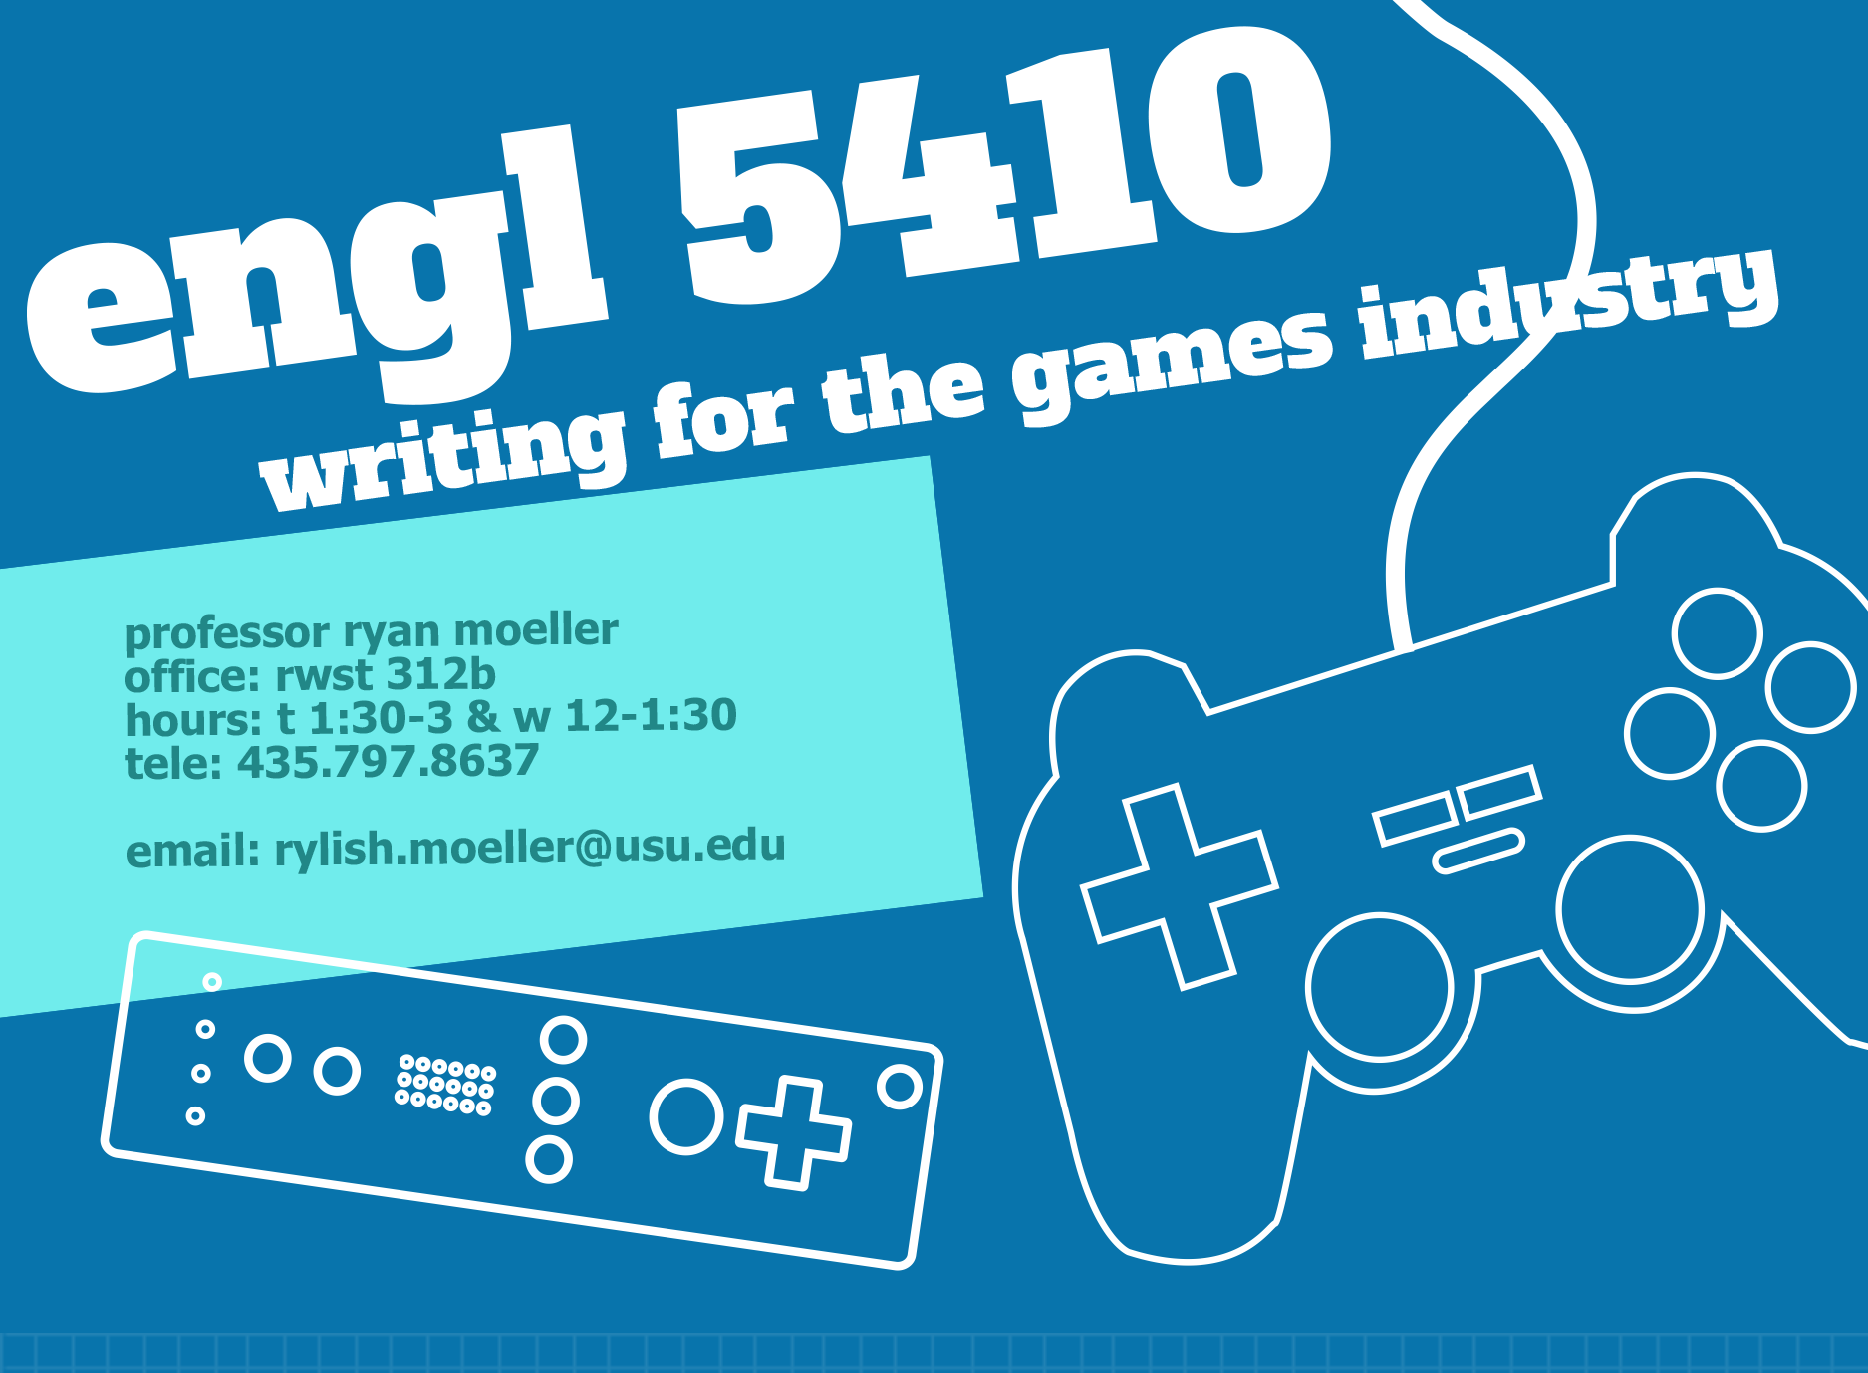 engl 5410
writing for the games industry
professor ryan moeller
office: rwst 312b
hours: t 1:30-3 & w 12-1:30
tele: 435.797.8637
email: rylish.moeller@usu.edu